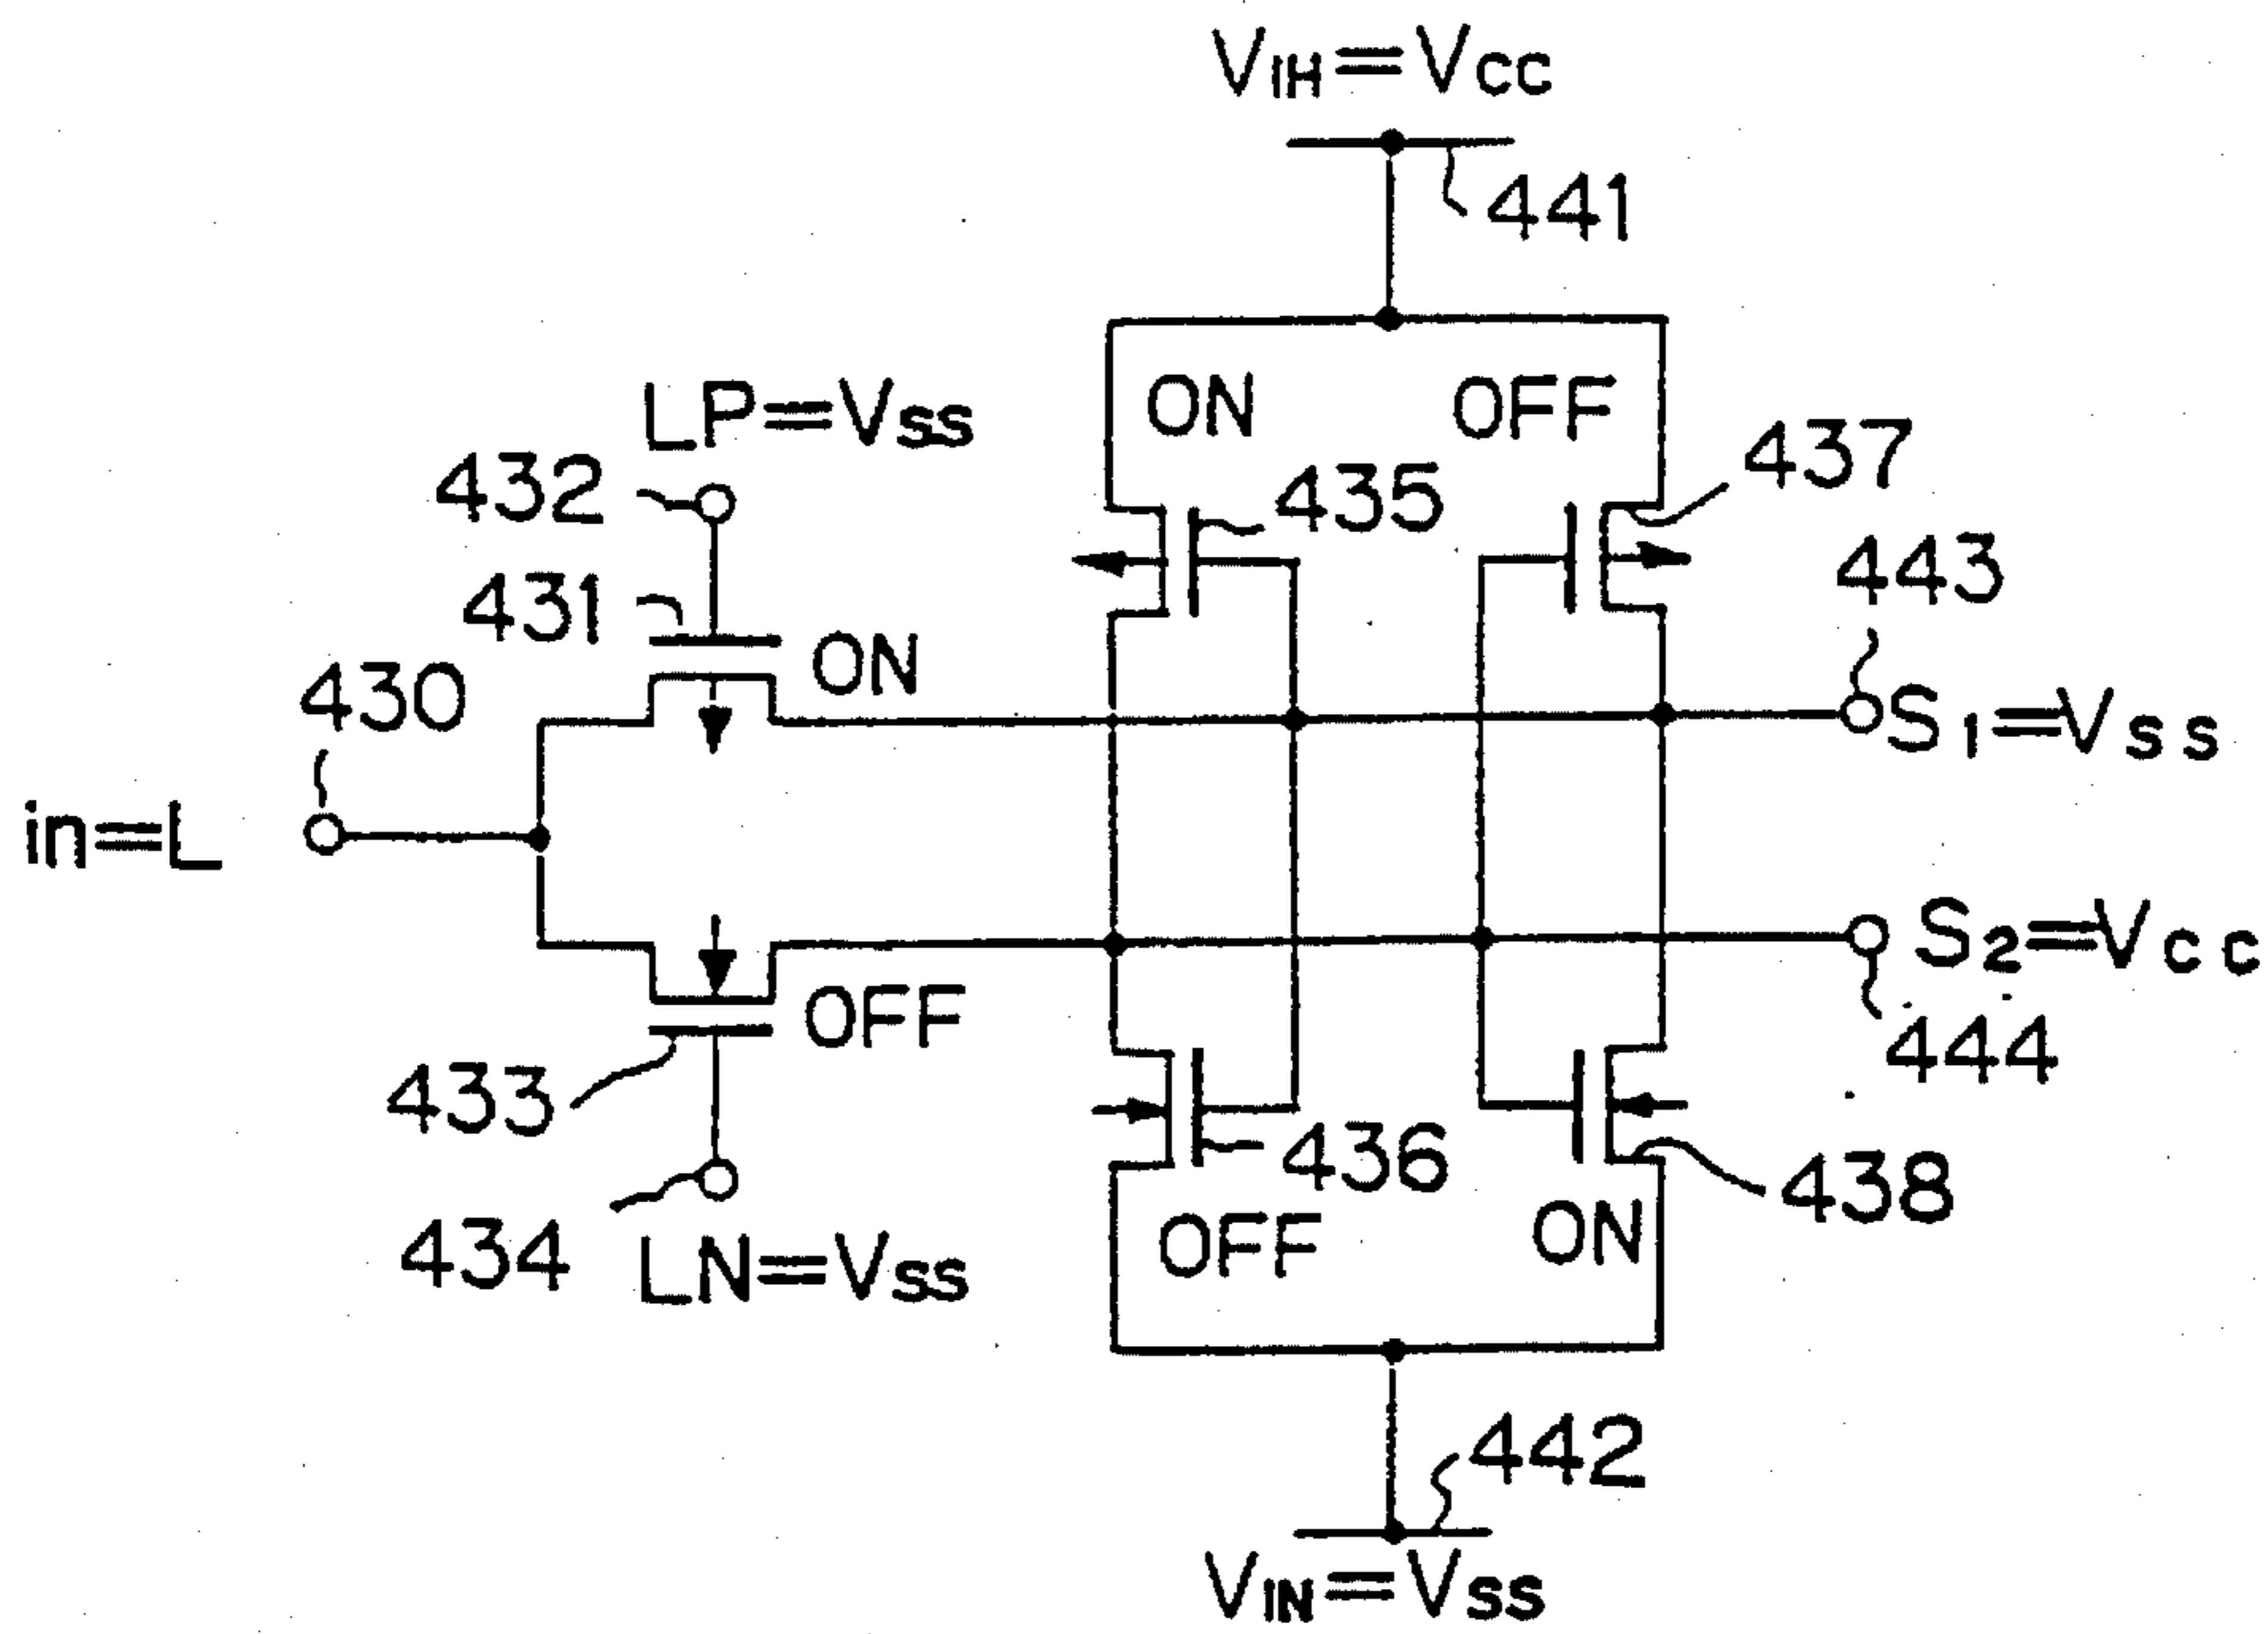 VIH=VCC
441
ON
OFF
LP=VSS
437
432
435
443
431
ON
430
S1=VSS
in=L
S2=VCC
OFF
444
433
436
438
434
LN=VSS
OFF
ON
442
VIN=VSS